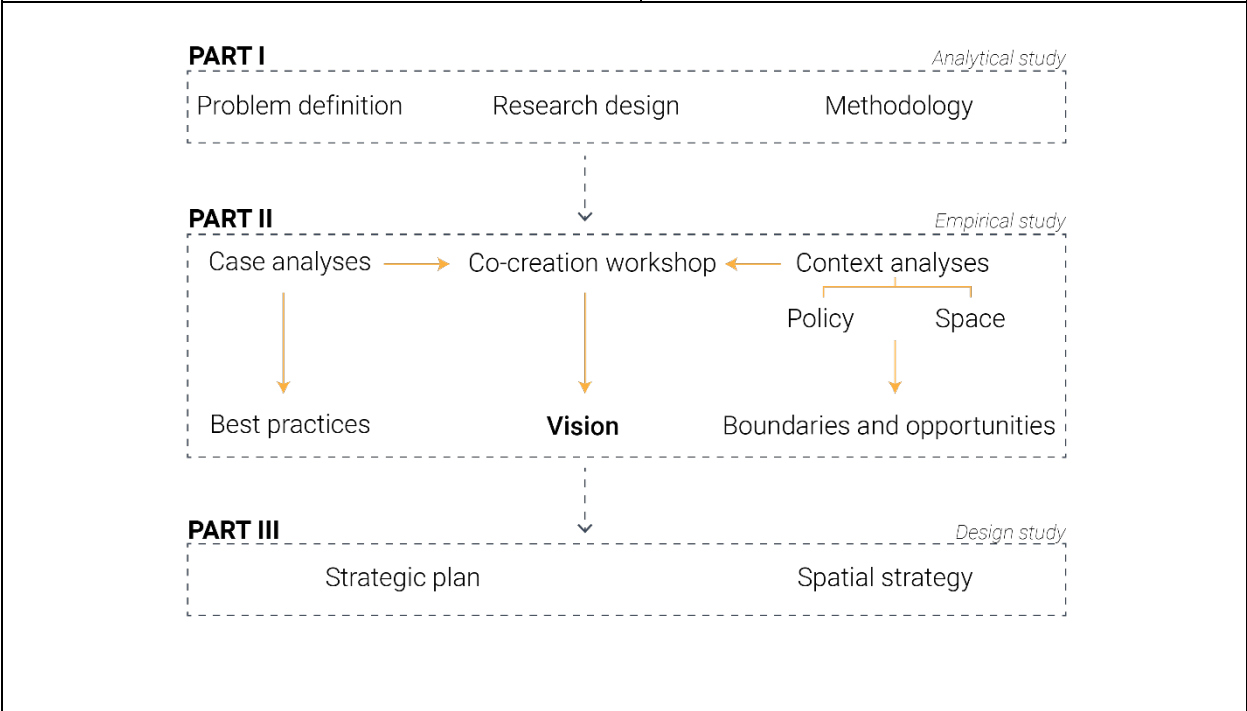 PART I
Analytical study
Problem definition
Research design
Methodology
PART II
Empirical study
Case analyses
Co-creation workshop
Context analyses
Policy
Space
Best practices
Vision
Boundaries and opportunities
PART III
Design study
Strategic plan
Spatial strategy